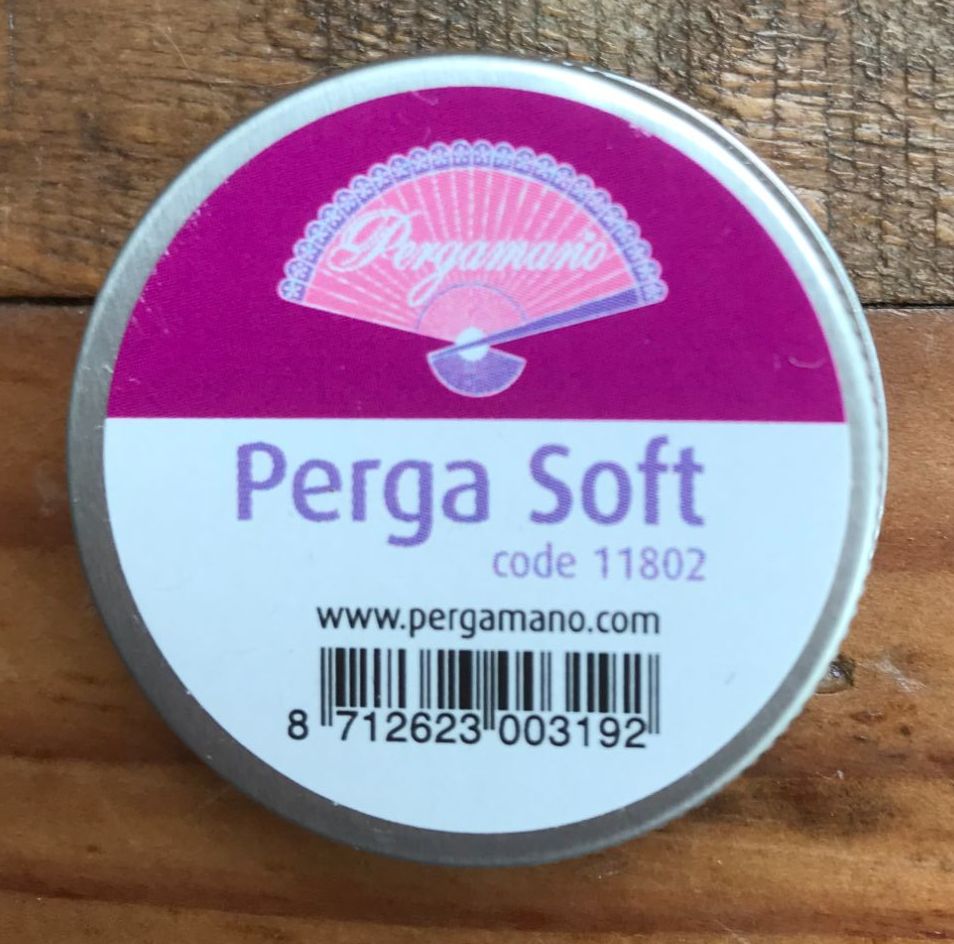 Pergamano
Perga Soft
code 11802
www.pergamano.com
8 712623 003192